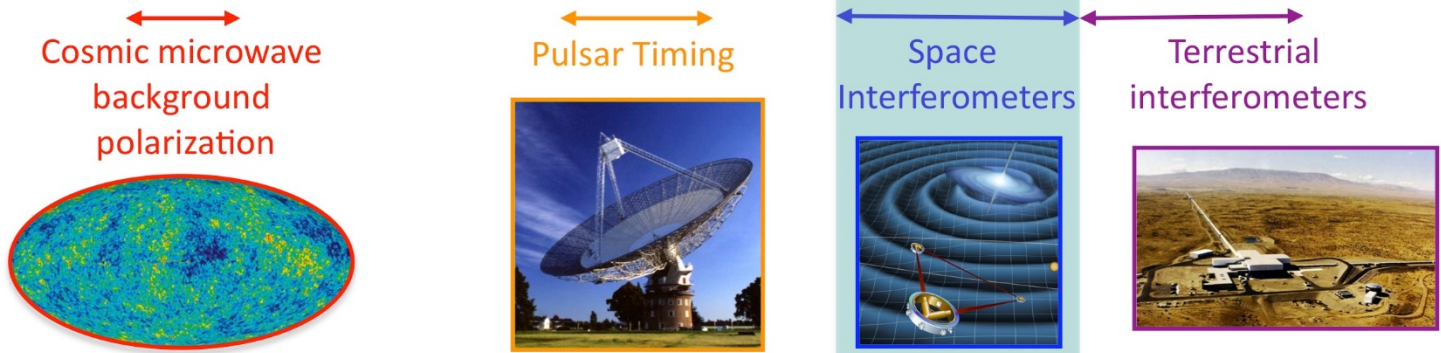 Cosmic microwave
background
polarization
Pulsar Timing
Space
Interferometers
Terrestrial
interferometers